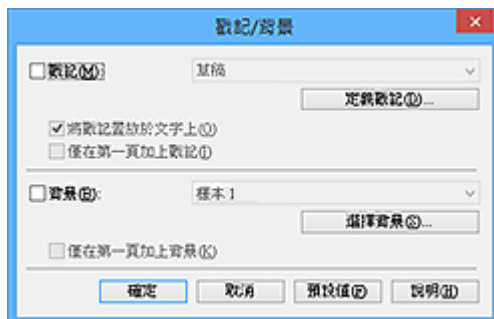 戳記/背景
戳記(M):
草稿
定義戳記(D)...
將戳記置放於文字上(O)
僅在第一頁加上戳記(I)
背景(B):
樣本 1
選擇背景(S)...
僅在第一頁加上背景(K)
確定 取消 預設值(F) 說明(H)